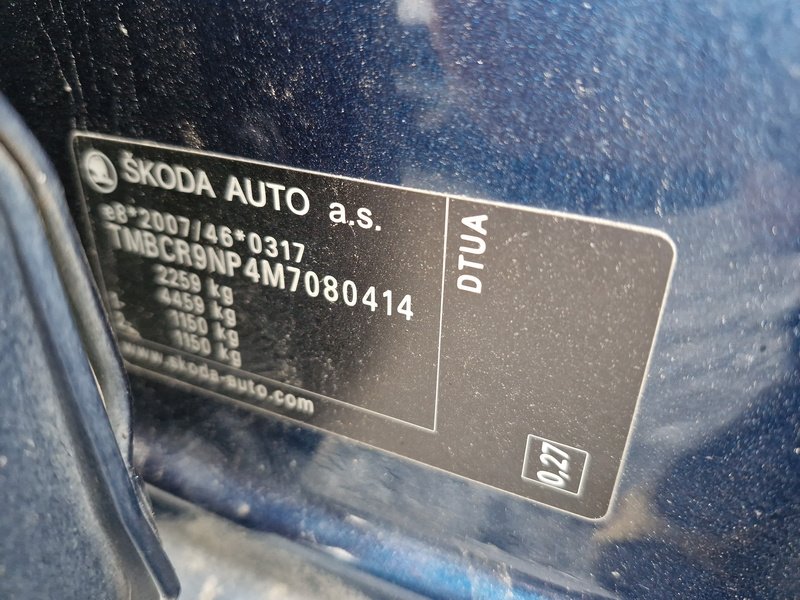 ŠKODA AUTO a.s.
e8*2007/46*0317
TMBCR9NP4M7080414
2259 kg
4459 kg
1150 kg
1150 kg
www.skoda-auto.com
DTUA
0,27